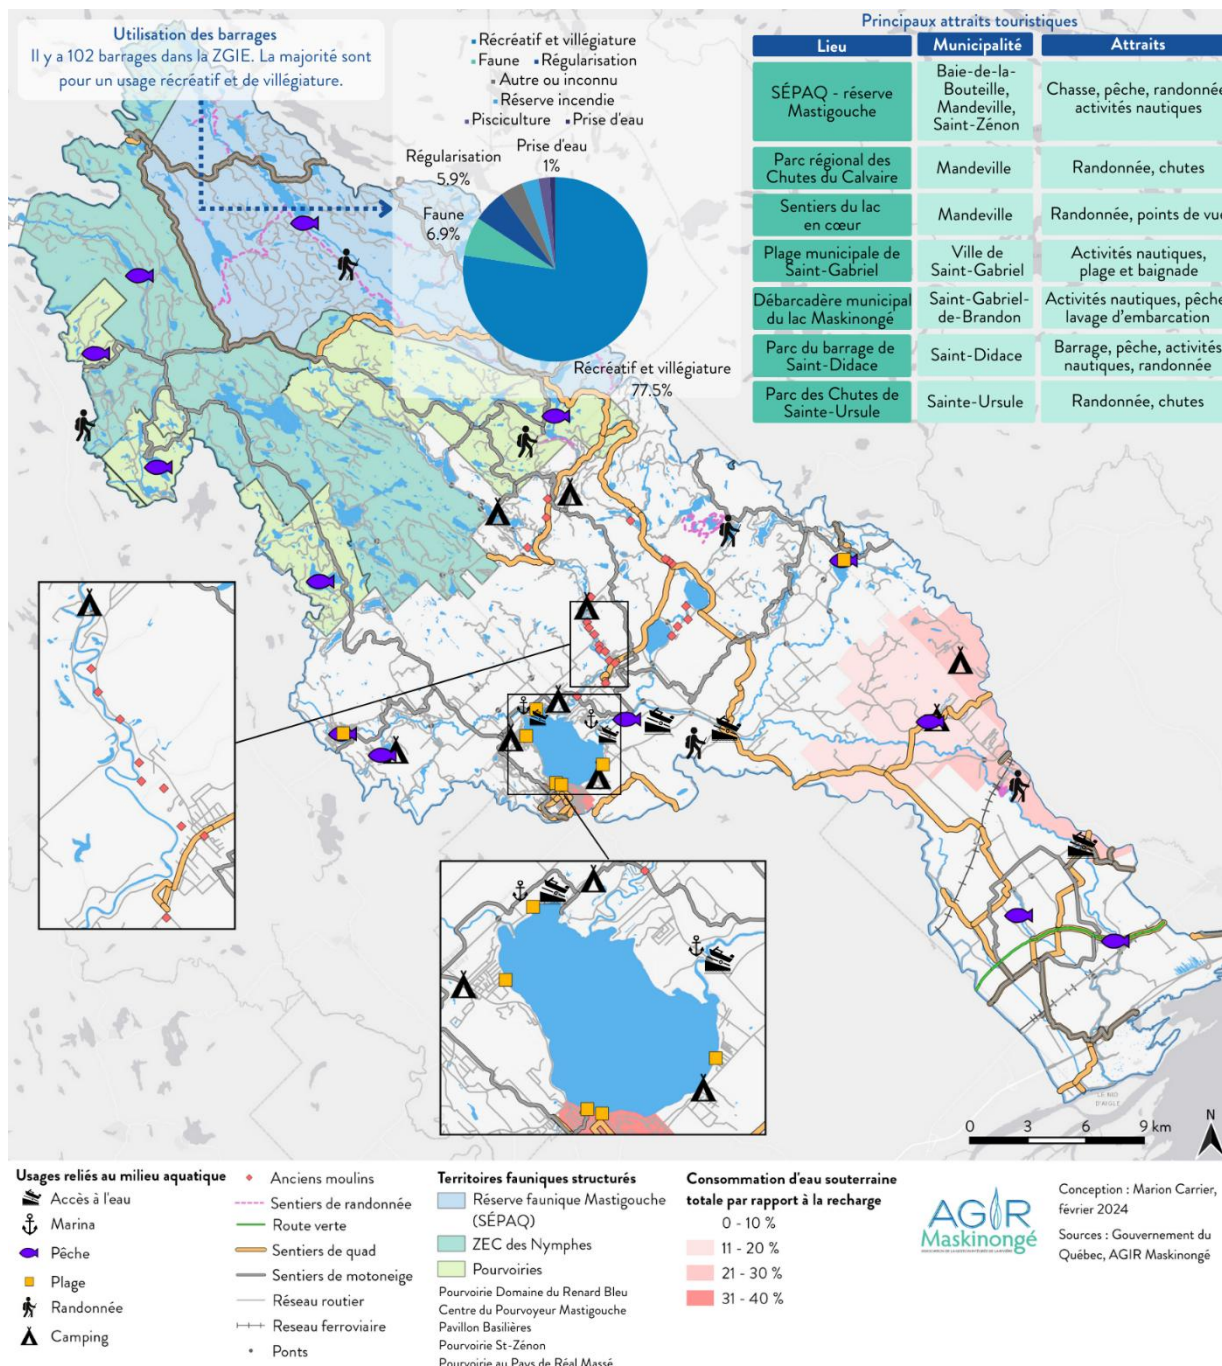 Utilisation des barrages
Il y a 102 barrages dans la ZGIE. La majorité sont
pour un usage récréatif et de villégiature.
Récréatif et villégiature
Faune Régularisation
Autre ou inconnu
Réserve incendie
Pisciculture Prise d'eau
Prise d'eau
1%
Régularisation
5.9%
Faune
6.9%
Récréatif et villégiature
77.5%
Principaux attraits touristiques
Lieu Municipalité Attraits
SÉPAQ - réserve
Mastigouche
Baie-de-la-
Bouteille,
Mandeville,
Saint-Zénon
Chasse, pêche, randonnée
activités nautiques
Parc régional des
Chutes du Calvaire
Mandeville
Randonnée, chutes
Sentiers du lac
en cœur
Mandeville
Randonnée, points de vue
Plage municipale de
Saint-Gabriel
Ville de
Saint-Gabriel
Activités nautiques,
plage et baignade
Débarcadère municipal
du lac Maskinongé
Saint-Gabriel-
de-Brandon
Activités nautiques, pêche
lavage d'embarcation
Parc du barrage de
Saint-Didace
Saint-Didace
Barrage, pêche, activités
nautiques, randonnée
Parc des Chutes de
Sainte-Ursule
Sainte-Ursule
Randonnée, chutes
LE NID
D'AIGLE
0 3 6 9 km
N
Usages reliés au milieu aquatique
Accès à l'eau
Marina
Pêche
Plage
Randonnée
Camping
Anciens moulins
Sentiers de randonnée
Route verte
Sentiers de quad
Sentiers de motoneige
Réseau routier
Reseau ferroviaire
Ponts
Territoires fauniques structurés
Réserve faunique Mastigouche
(SÉPAQ)
ZEC des Nymphes
Pourvoiries
Pourvoirie Domaine du Renard Bleu
Centre du Pourvoyeur Mastigouche
Pavillon Basilières
Pourvoirie St-Zénon
Pourvoirie au Pays de Réal Massé
Consommation d'eau souterraine
totale par rapport à la recharge
0 - 10 %
11 - 20 %
21 - 30 %
31 - 40 %
AGIR
Maskinongé
Conception : Marion Carrier,
février 2024
Sources : Gouvernement du
Québec, AGIR Maskinongé